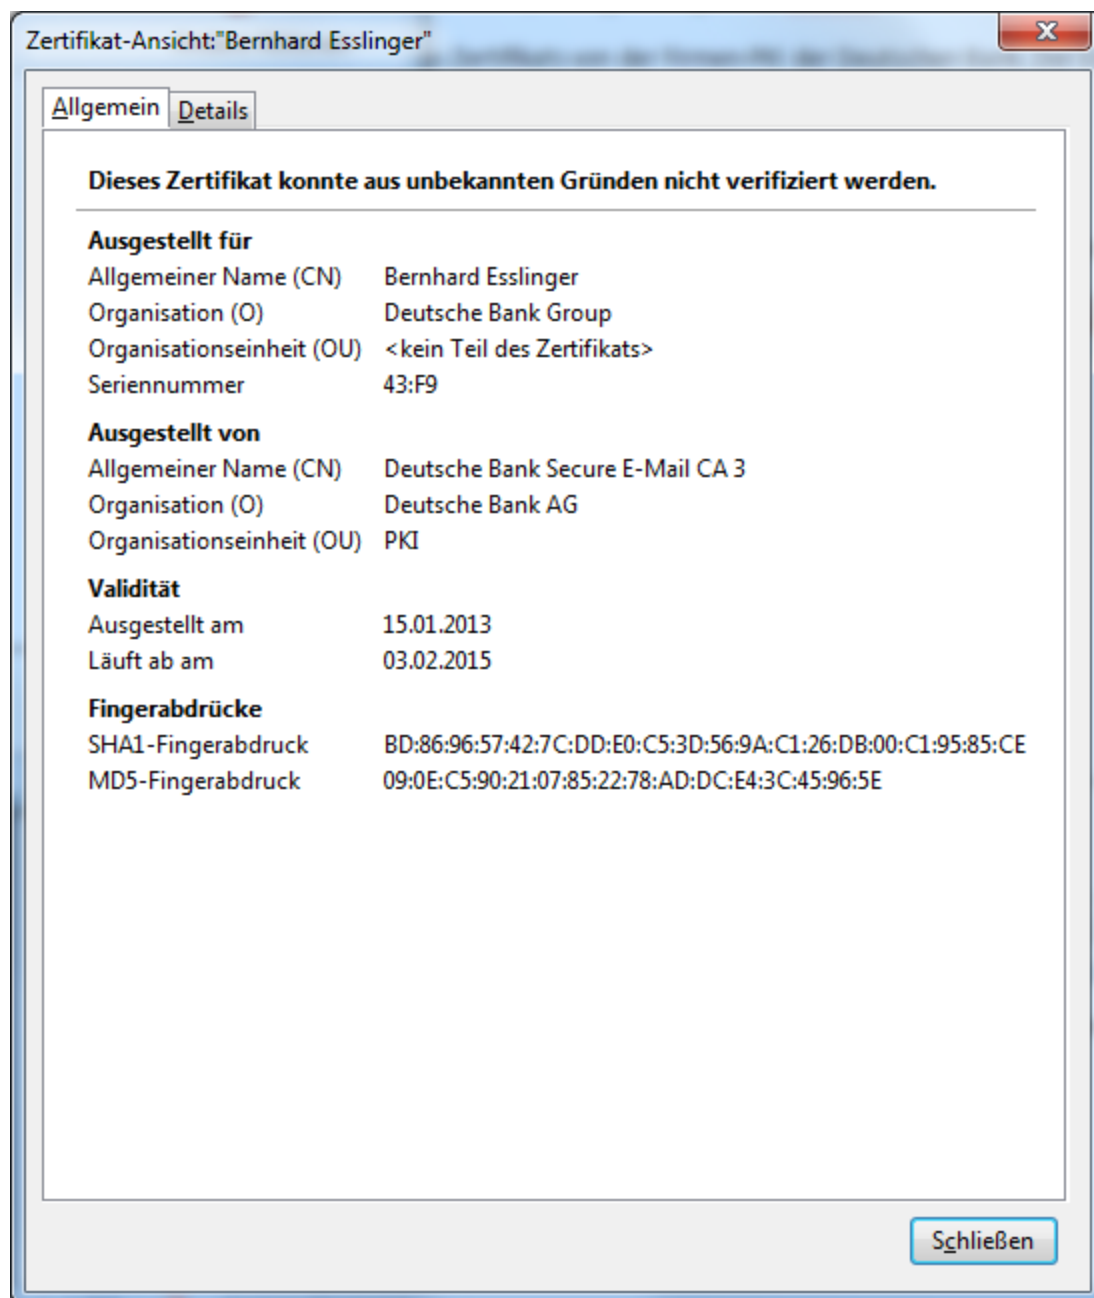 Zertifikat-Ansicht:"Bernhard Esslinger"
Allgemein Details
Dieses Zertifikat konnte aus unbekannten Gründen nicht verifiziert werden.
Ausgestellt für
Allgemeiner Name (CN) Bernhard Esslinger
Organisation (O) Deutsche Bank Group
Organisationseinheit (OU) <kein Teil des Zertifikats>
Seriennummer 43:F9
Ausgestellt von
Allgemeiner Name (CN) Deutsche Bank Secure E-Mail CA 3
Organisation (O) Deutsche Bank AG
Organisationseinheit (OU) PKI
Validität
Ausgestellt am 15.01.2013
Läuft ab am 03.02.2015
Fingerabdrücke
SHA1-Fingerabdruck BD:86:96:57:42:7C:DD:E0:C5:3D:56:9A:C1:26:DB:00:C1:95:85:CE
MD5-Fingerabdruck 09:0E:C5:90:21:07:85:22:78:AD:DC:E4:3C:45:96:5E
Schließen